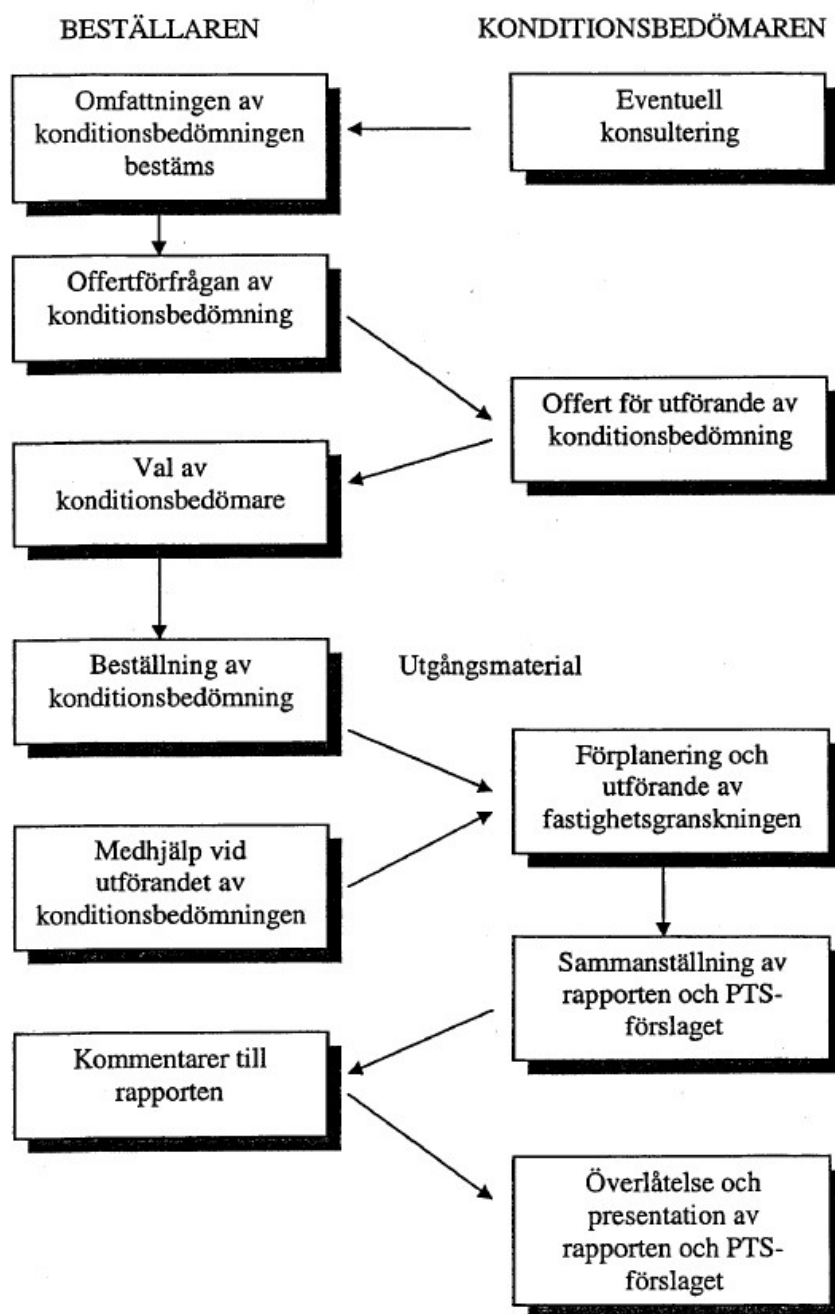 BESTÄLLAREN
KONDITIONSBEDÖMAREN
Omfattningen av
konditionsbedömningen
bestäms
Eventuell
konsultering
Offertförfrågan av
konditionsbedömning
Offert för utförande av
konditionsbedömning
Val av
konditionsbedömare
Beställning av
konditionsbedömning
Utgångsmaterial
Förplanering och
utförande av
fastighetsgranskningen
Medhjälp vid
utförandet av
konditionsbedömningen
Sammanställning av
rapporten och PTS-
förslaget
Kommentarer till
rapporten
Överlåtelse och
presentation av
rapporten och PTS-
förslaget